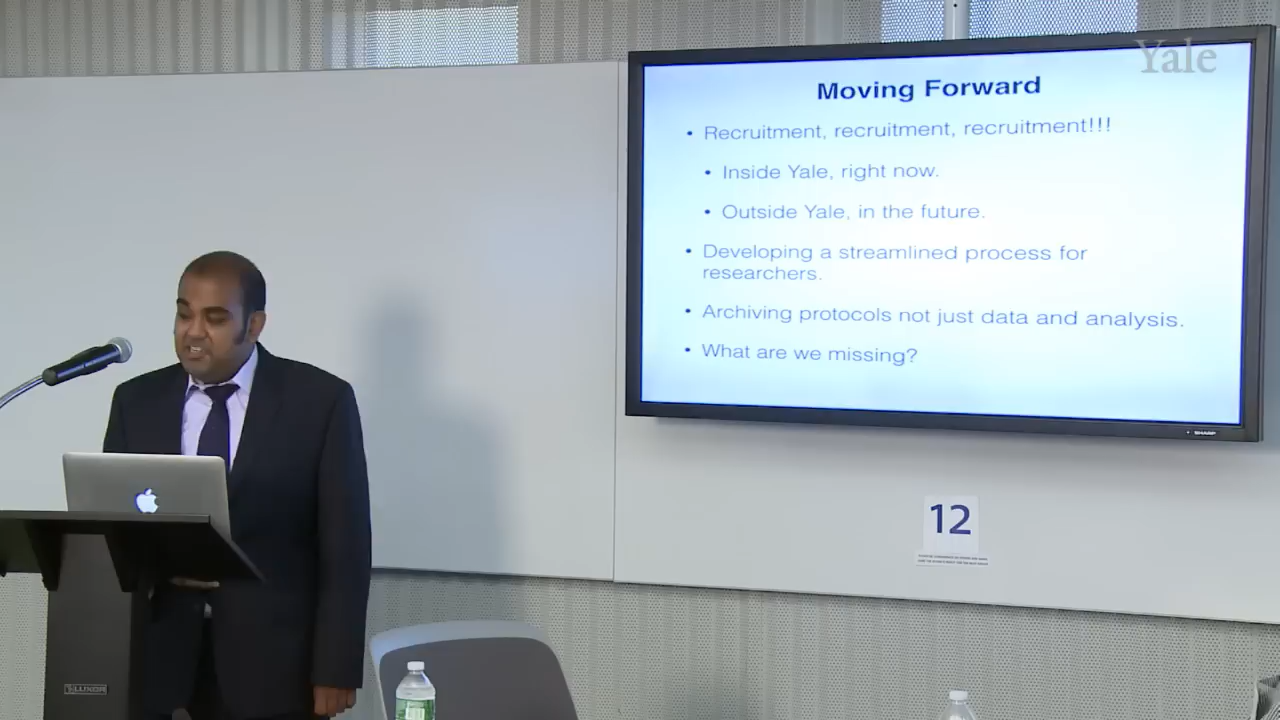 Yale
Moving Forward
• Recruitment, recruitment, recruitment!!!
• Inside Yale, right now.
• Outside Yale, in the future.
• Developing a streamlined process for
researchers.
• Archiving protocols not just data and analysis.
• What are we missing?
SHARP
12
LUXOR